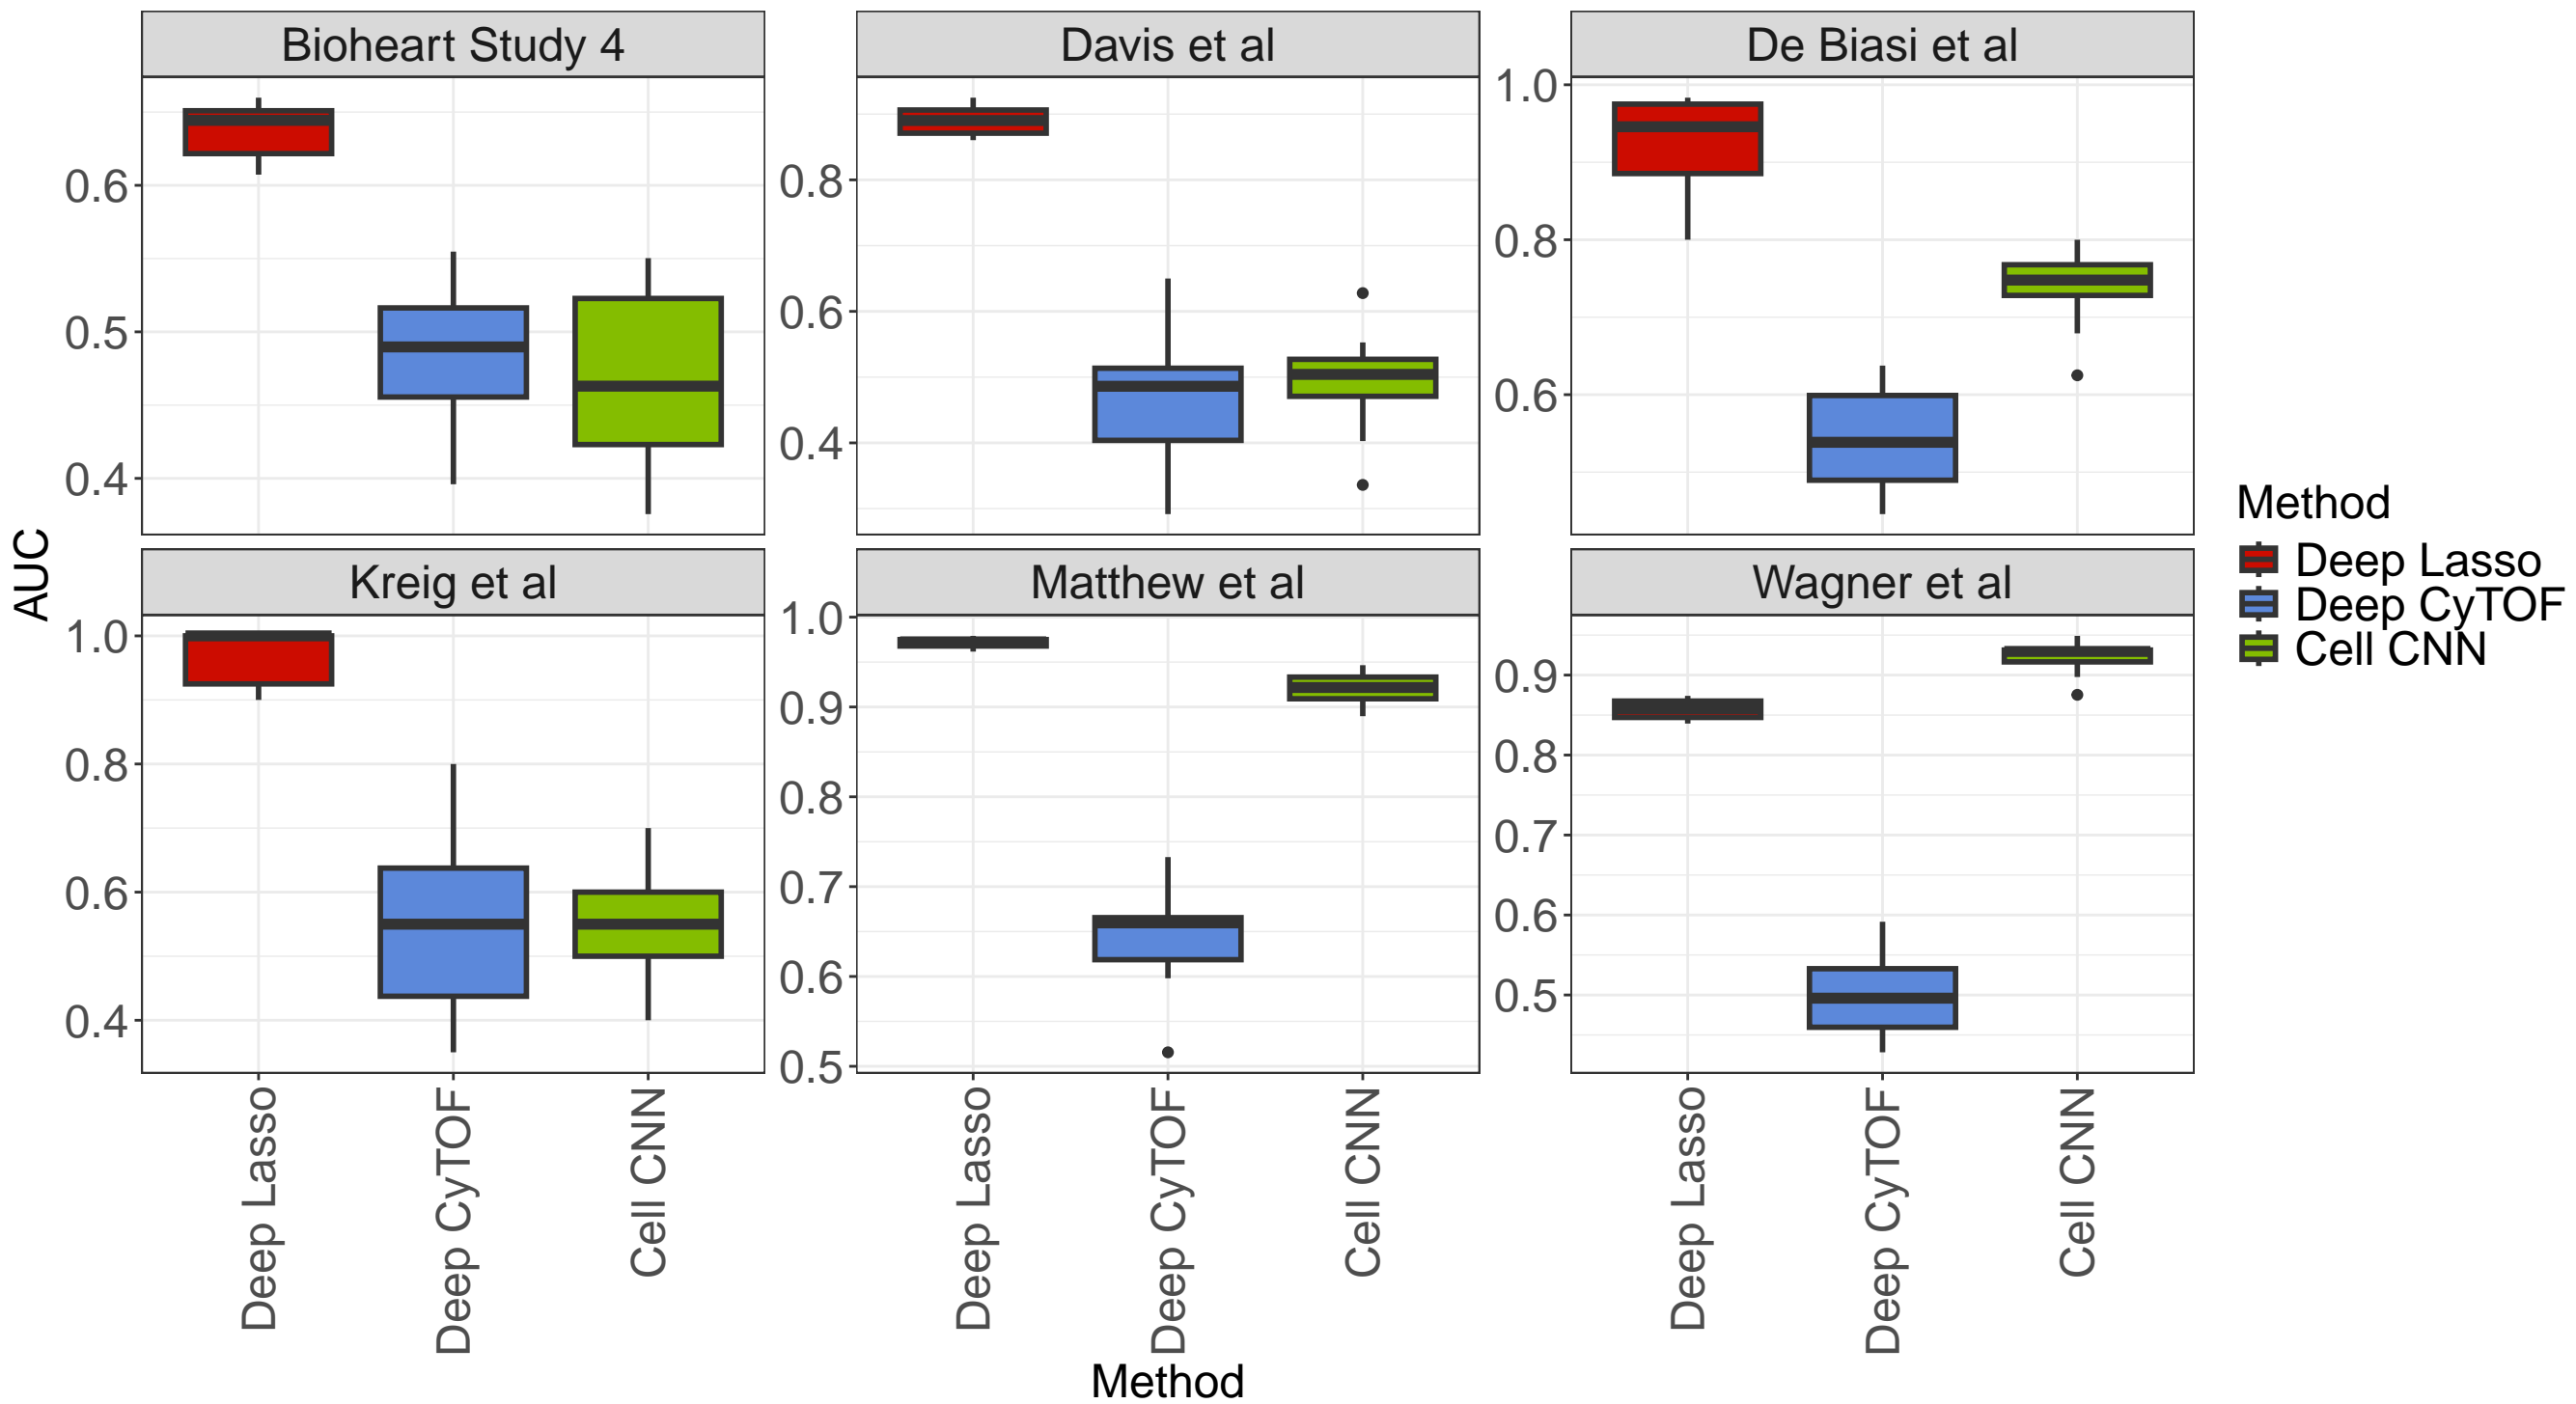 Bioheart Study 4
Davis et al
De Biasi et al
0.6
0.5
0.4
0.8
0.6
0.4
1.0
0.8
0.6
AUC
Kreig et al
Matthew et al
Wagner et al
1.0
0.8
0.6
0.4
1.0
0.9
0.8
0.7
0.6
0.5
0.9
0.8
0.7
0.6
0.5
Deep Lasso
Deep CyTOF
Cell CNN
Deep Lasso
Deep CyTOF
Cell CNN
Deep Lasso
Deep CyTOF
Cell CNN
Method
Method
Deep Lasso
Deep CyTOF
Cell CNN